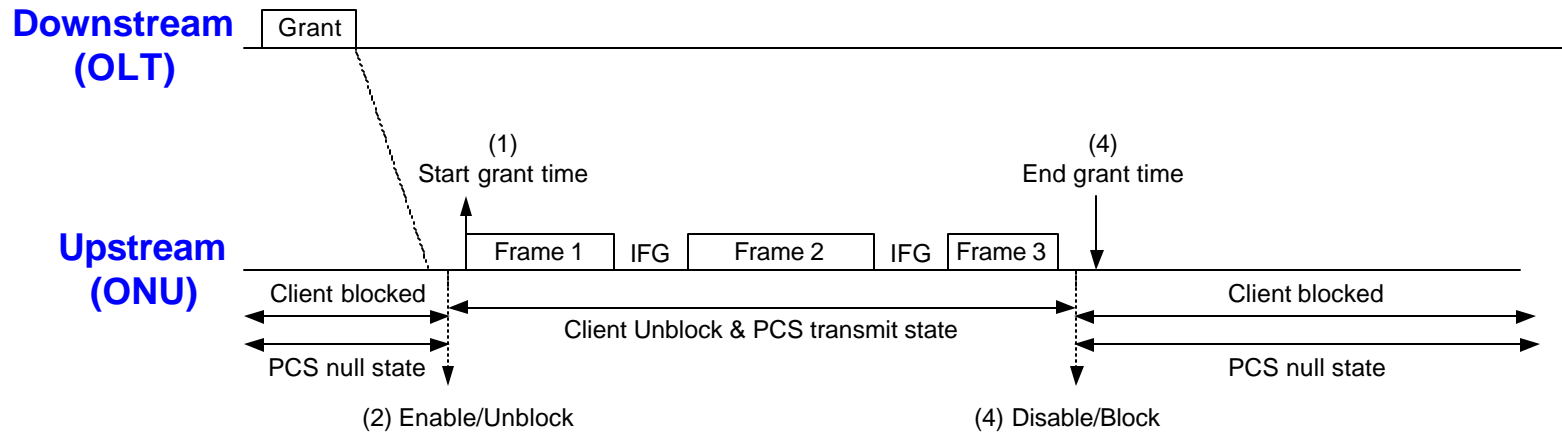 Downstream
(OLT)
Grant
(1)
Start grant time
(4)
End grant time
Upstream
(ONU)
Frame 1
IFG
Frame 2
IFG
Frame 3
Client blocked
Client Unblock & PCS transmit state
Client blocked
PCS null state
PCS null state
(2) Enable/Unblock
(4) Disable/Block